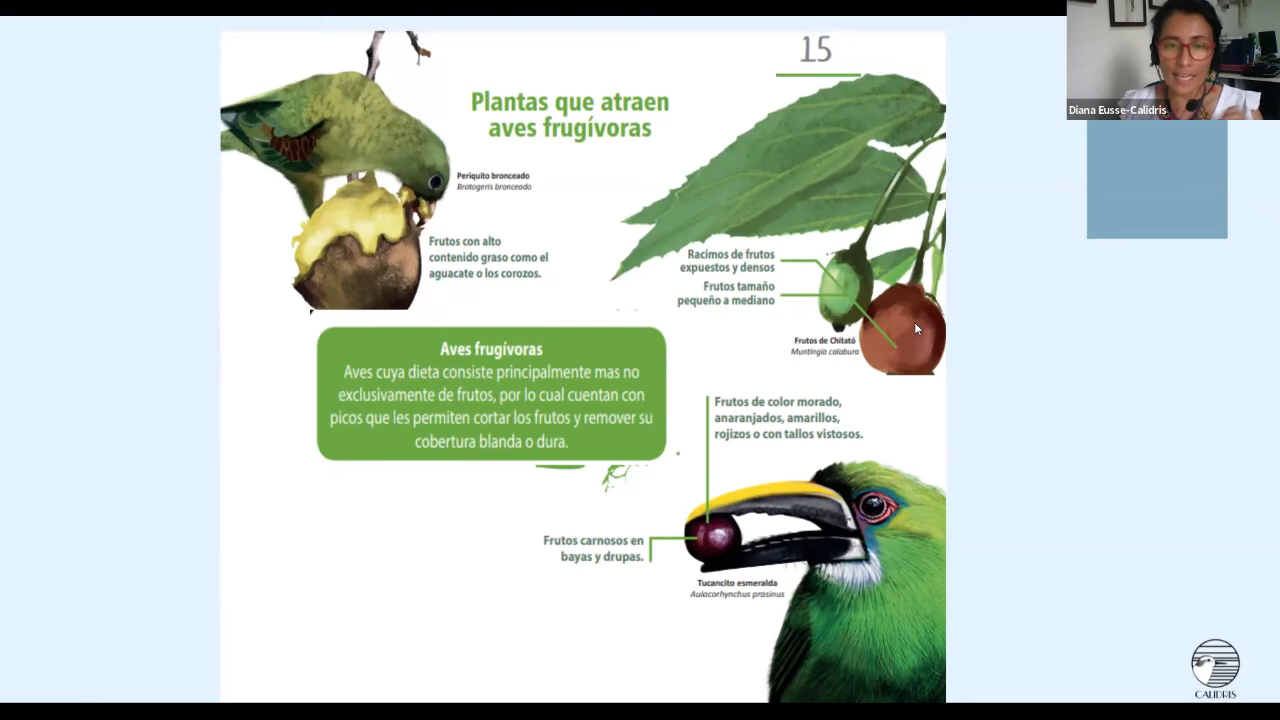 15
Plantas que atraen
aves frugívoras
Periquito bronceado
Brotogeris bronceado
Frutos con alto
contenido graso como el
aguacate o los corozos.
Racimos de frutos
expuestos y densos
Frutos tamaño
pequeño a mediano
Frutos de Chitató
Muntingia calabura
Aves frugívoras
Aves cuya dieta consiste principalmente mas no
exclusivamente de frutos, por lo cual cuentan con
picos que les permiten cortar los frutos y remover su
cobertura blanda o dura.
Frutos de color morado,
anaranjados, amarillos,
rojizos o con tallos vistosos.
Frutos carnosos en
bayas y drupas.
Tucancito esmeralda
Aulacorhynchus prasinus
Diana Eusse-Calidris
CALIDRIS